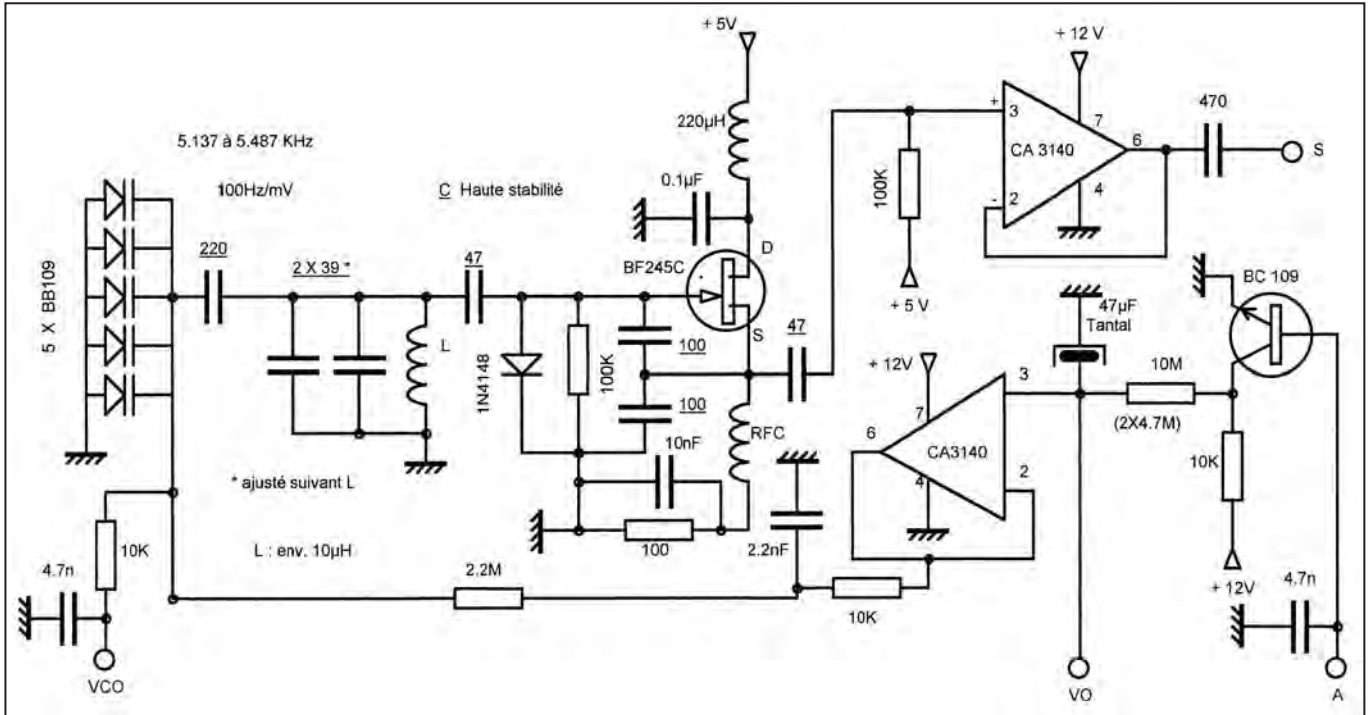 + 5V
+ 12 V
220µH
470
S
5.137 à 5.487 KHz
100Hz/mV
C Haute stabilité
0.1µF
D
BF245C
S
+
3
7
6
CA 3140
4
-
2
100K
+ 5 V
BC 109
5 X BB109
220
2 X 39 *
47
L
1N4148
100K
100
100
47
47µF
Tantal
+ 12V
7
3
6
CA3140
4
2
10M
(2X4.7M)
10K
RFC
10nF
100
* ajusté suivant L
L : env. 10µH
2.2nF
10K
4.7n
2.2M
10K
+ 12V
4.7n
VCO
VO
A